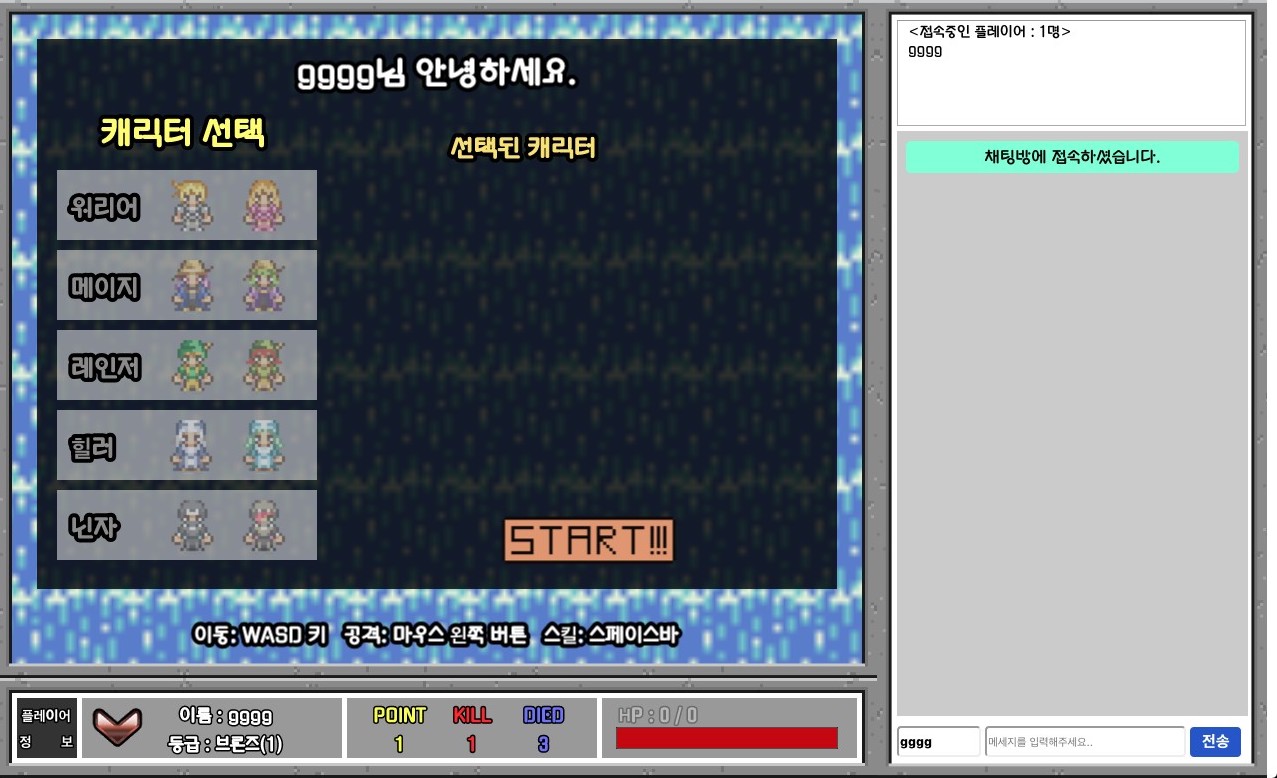 gggg님 안녕하세요.
캐릭터 선택
선택된 캐릭터
워리어
메이지
레인저
힐러
닌자
START!!!
이동: WASD 키 공격: 마우스 왼쪽 버튼 스킬: 스페이스바
플레이어
정 보
이름 : gggg
등급 : 브론즈(1)
POINT KILL DIED
1 1 3
HP : 0 / 0
<접속중인 플레이어 : 1명>
gggg
채팅방에 접속하셨습니다.
gggg
메세지를 입력해주세요..
전송